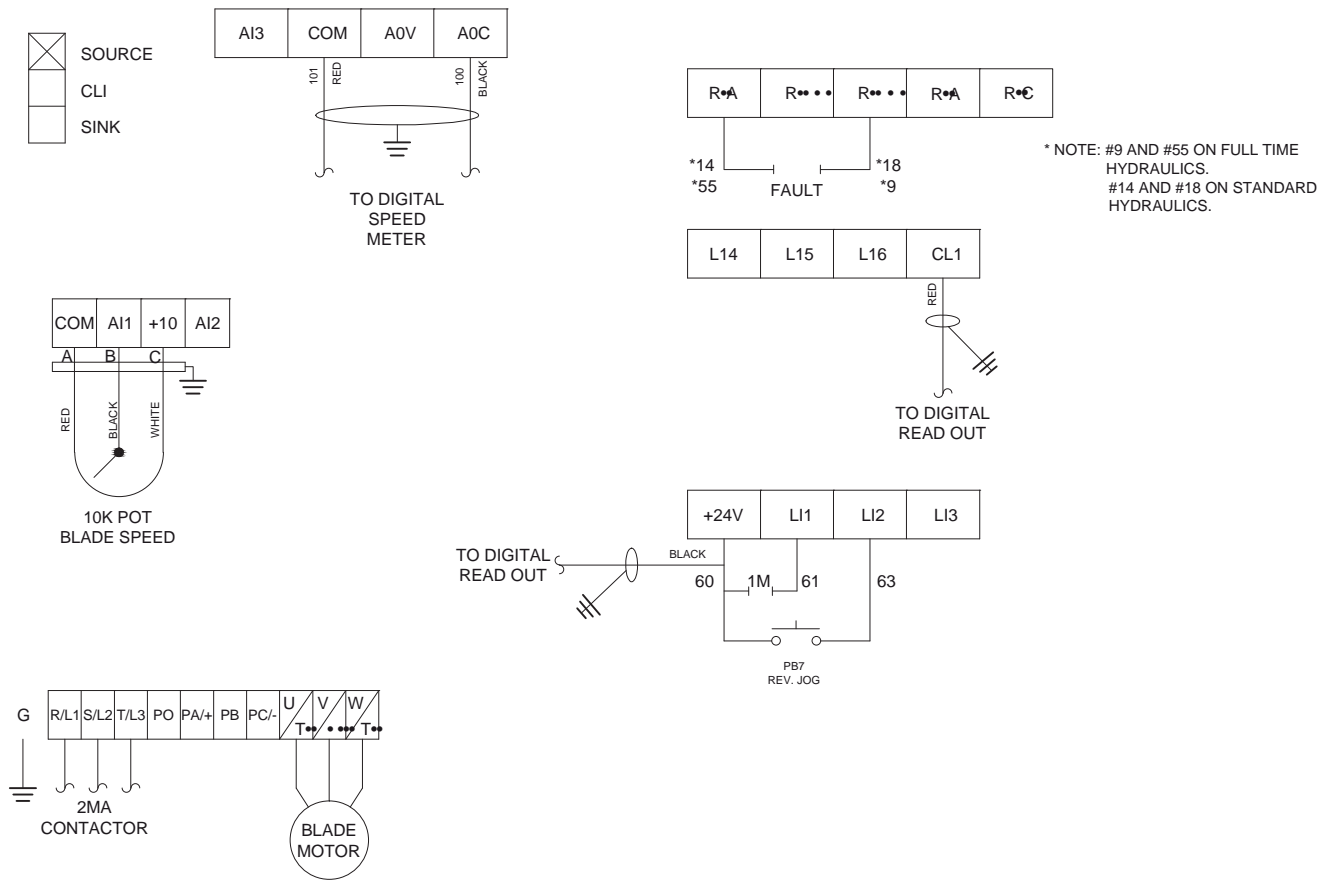 SOURCE
CLI
SINK
AI3 COM A0V A0C
101 RED 100 BLACK
TO DIGITAL
SPEED
METER
*14 *18
*55 FAULT *9
* NOTE: #9 AND #55 ON FULL TIME
HYDRAULICS.
#14 AND #18 ON STANDARD
HYDRAULICS.
L14 L15 L16 CL1
RED
TO DIGITAL
READ OUT
COM AI1 +10 AI2
A B C
RED BLACK WHITE
10K POT
BLADE SPEED
+24V LI1 LI2 LI3
TO DIGITAL
READ OUT
BLACK
60 1M 61 63
PB7
REV. JOG
G R/L1 S/L2 T/L3 PO PA/+ PB PC/- U V W
2MA
CONTACTOR
BLADE
MOTOR